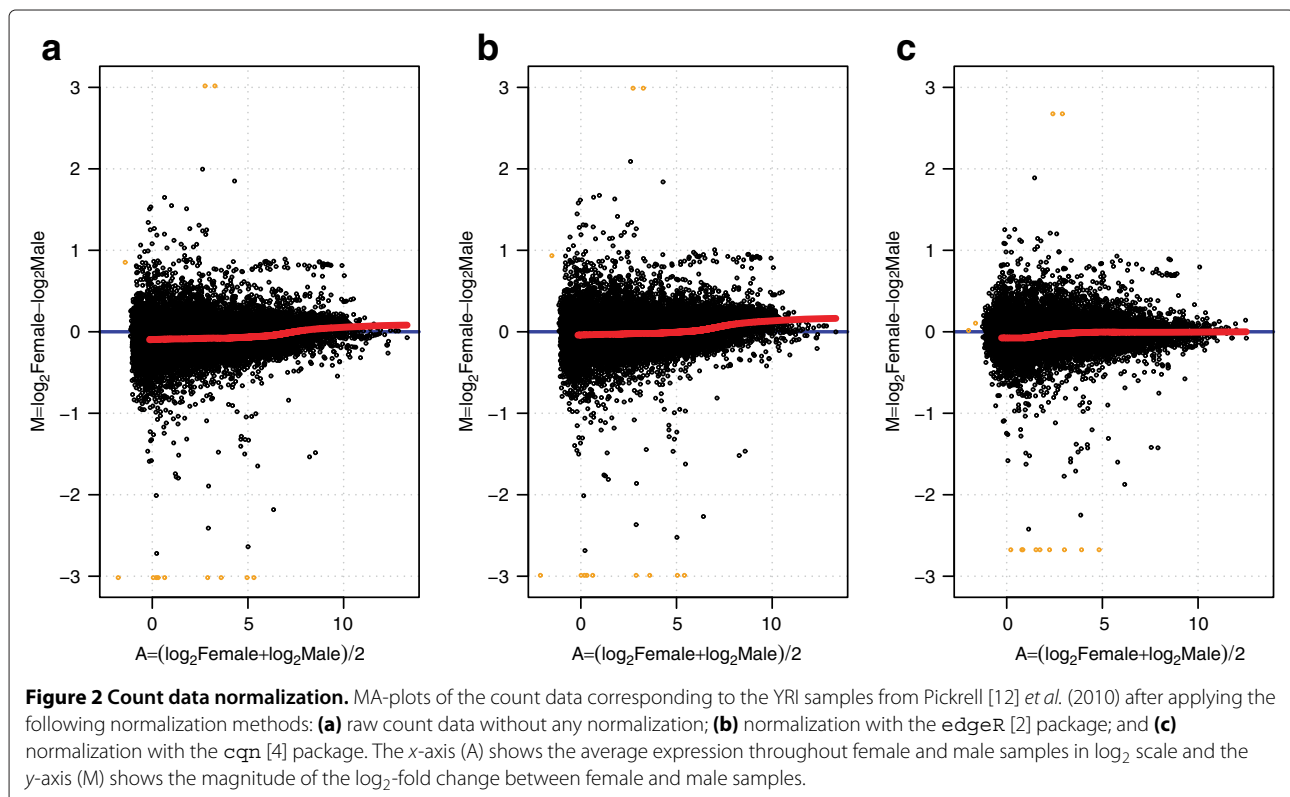 a
b
c
3
2
1
0
−1
−2
−3
M=log₂Female−log₂Male
0
5
10
A=(log₂Female+log₂Male)/2
3
2
1
0
−1
−2
−3
M=log₂Female−log₂Male
0
5
10
A=(log₂Female+log₂Male)/2
3
2
1
0
−1
−2
−3
M=log₂Female−log₂Male
0
5
10
A=(log₂Female+log₂Male)/2
Figure 2 Count data normalization. MA-plots of the count data corresponding to the YRI samples from Pickrell [12] et al. (2010) after applying the
following normalization methods: (a) raw count data without any normalization; (b) normalization with the edgeR [2] package; and (c)
normalization with the cqn [4] package. The x-axis (A) shows the average expression throughout female and male samples in log₂ scale and the
y-axis (M) shows the magnitude of the log₂-fold change between female and male samples.